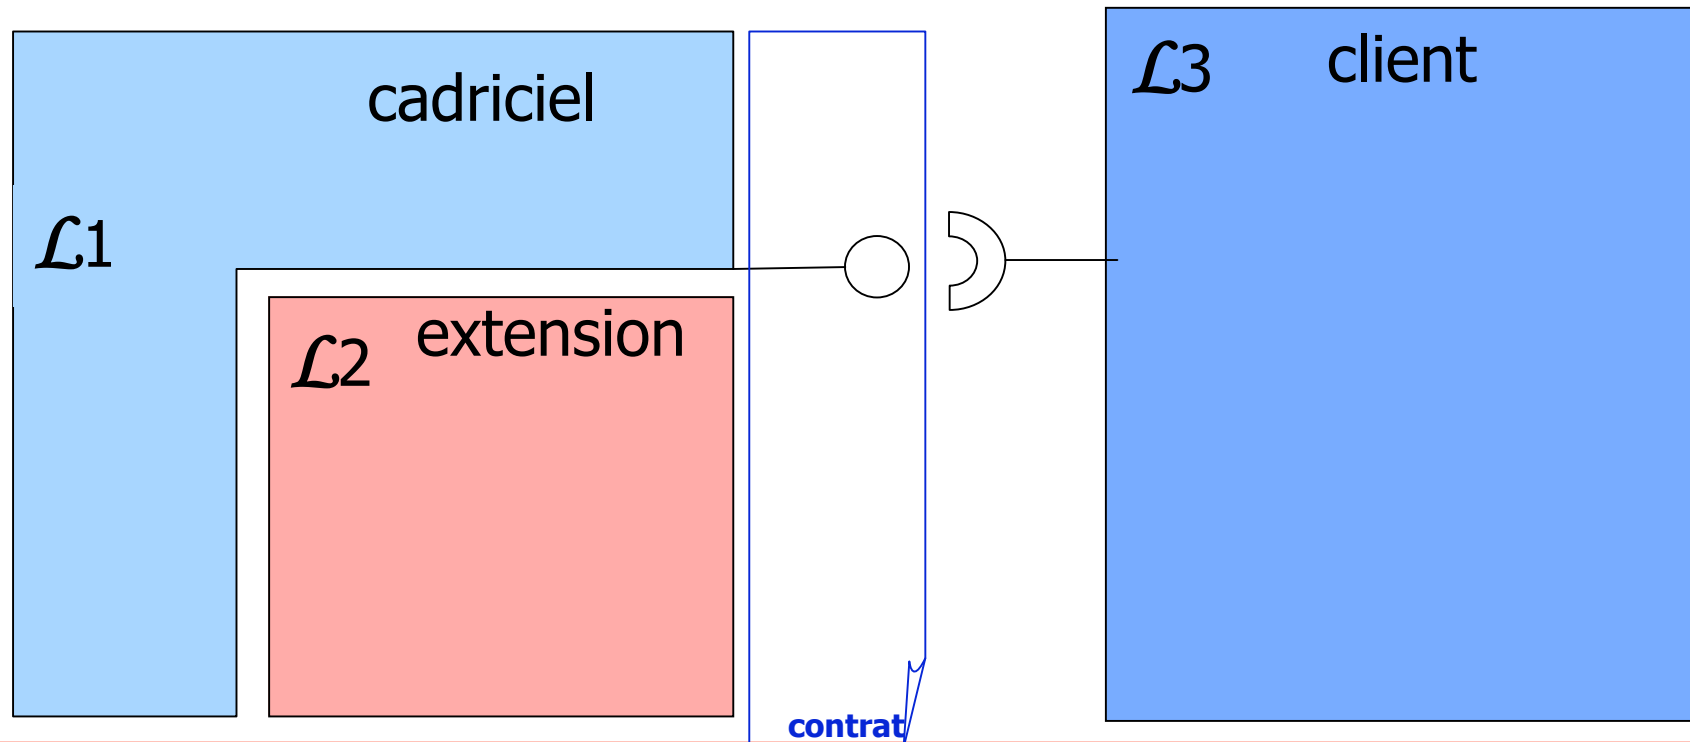 cadriciel
ℒ1
extension
ℒ2
contrat
ℒ3
client